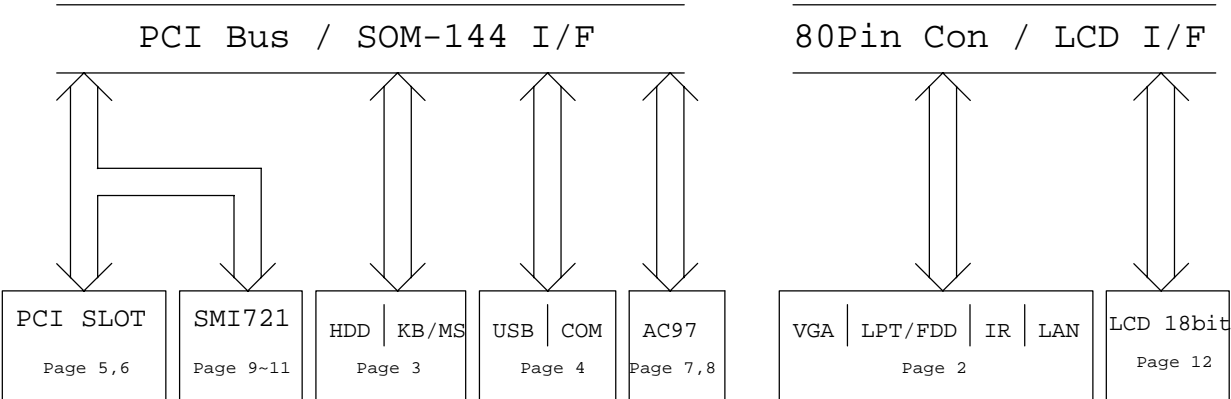 PCI Bus / SOM-144 I/F
80Pin Con / LCD I/F
PCI SLOT
Page 5,6
SMI721
Page 9~11
HDD KB/MS
Page 3
USB COM
Page 4
AC97
Page 7,8
VGA LPT/FDD IR LAN
Page 2
LCD 18bit
Page 12